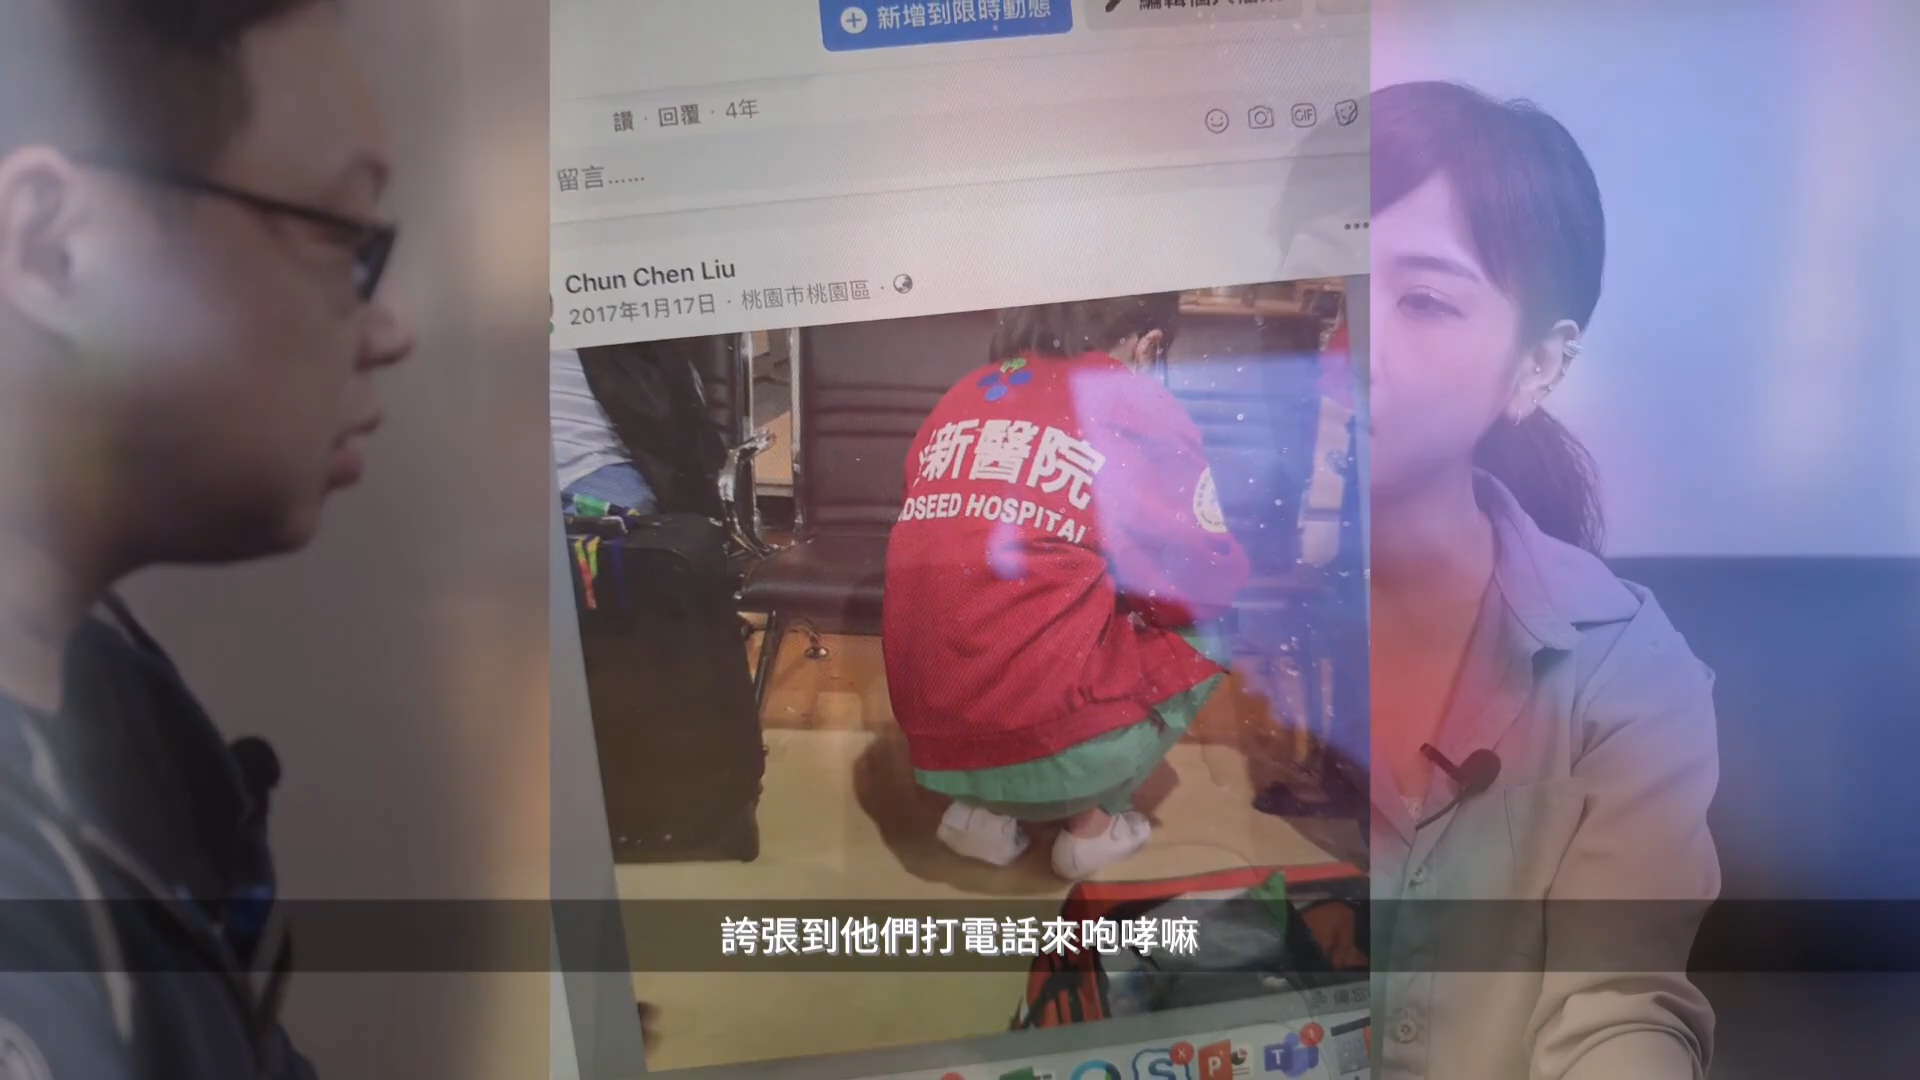 新增到限時動態
讚 · 回覆 · 4年
GIF
留言……
Chun Chen Liu
2017年1月17日 · 桃園市桃園區
新醫院
DSEED HOSPITAL
誇張到他們打電話來咆哮嘛